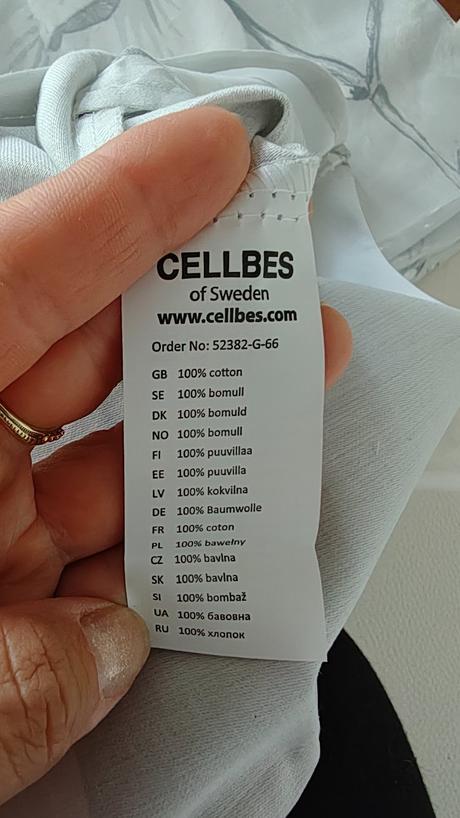 CELLBES
of Sweden
www.cellbes.com
Order No: 52382-G-66
GB 100% cotton
SE 100% bomull
DK 100% bomuld
NO 100% bomull
FI 100% puuvillaa
EE 100% puuvilla
LV 100% kokvilna
DE 100% Baumwolle
FR 100% coton
PL 100% bawełny
CZ 100% bavlna
SK 100% bavlna
SI 100% bombaž
UA 100% бавовна
RU 100% хлопок